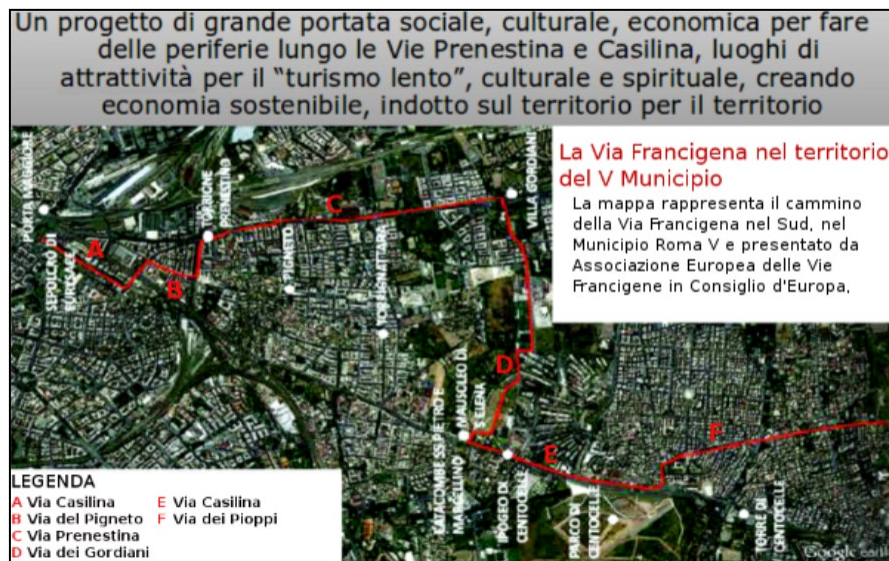 Un progetto di grande portata sociale, culturale, economica per fare
delle periferie lungo le Vie Prenestina e Casilina, luoghi di
attrattività per il “turismo lento”, culturale e spirituale, creando
economia sostenibile, indotto sul territorio per il territorio
La Via Francigena nel territorio
del V Municipio
La mappa rappresenta il cammino
della Via Francigena nel Sud, nel
Municipio Roma V e presentato da
Associazione Europea delle Vie
Francigene in Consiglio d'Europa,
PORTA MAGGIORE
SEPOLCRO DI
EURISACE
A
B
TORRIONE
PRENESTINO
C
PIGNETO
TORPIGNATTARA
VILLA GORDIANI
D
CATACOMBE SS.PIETRO E
MARCELLINO
MAUSOLEO DI
S.ELENA
IPOGEO DI
CENTOCELLE
E
PARCO DI
CENTOCELLE
F
TORRE DI
CENTOCELLE
LEGENDA
A Via Casilina
B Via del Pigneto
C Via Prenestina
D Via dei Gordiani
E Via Casilina
F Via dei Pioppi
Google earth